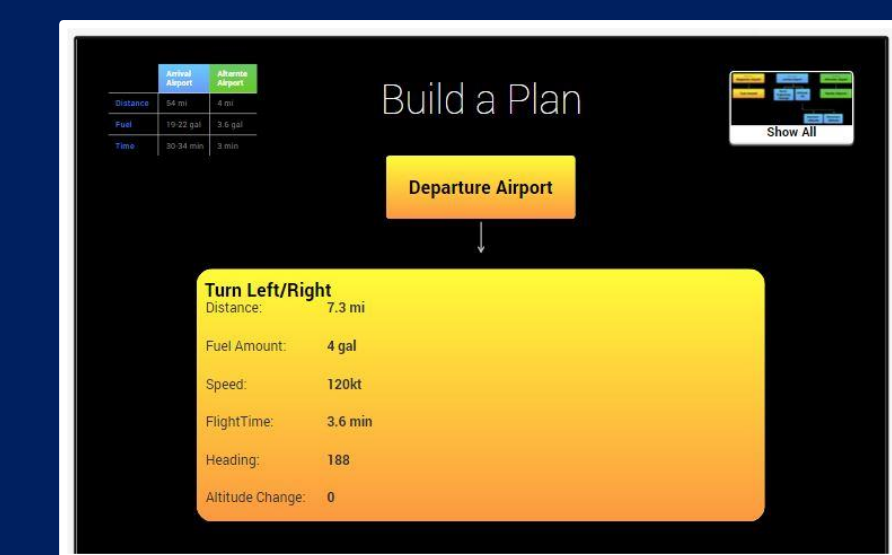 Arrival Airport
Alternte Airport
Distance 54 mi 4 mi
Fuel 19-22 gal 3.6 gal
Time 30-34 min 3 min
Build a Plan
Show All
Departure Airport
Turn Left/Right
Distance: 7.3 mi
Fuel Amount: 4 gal
Speed: 120kt
FlightTime: 3.6 min
Heading: 188
Altitude Change: 0